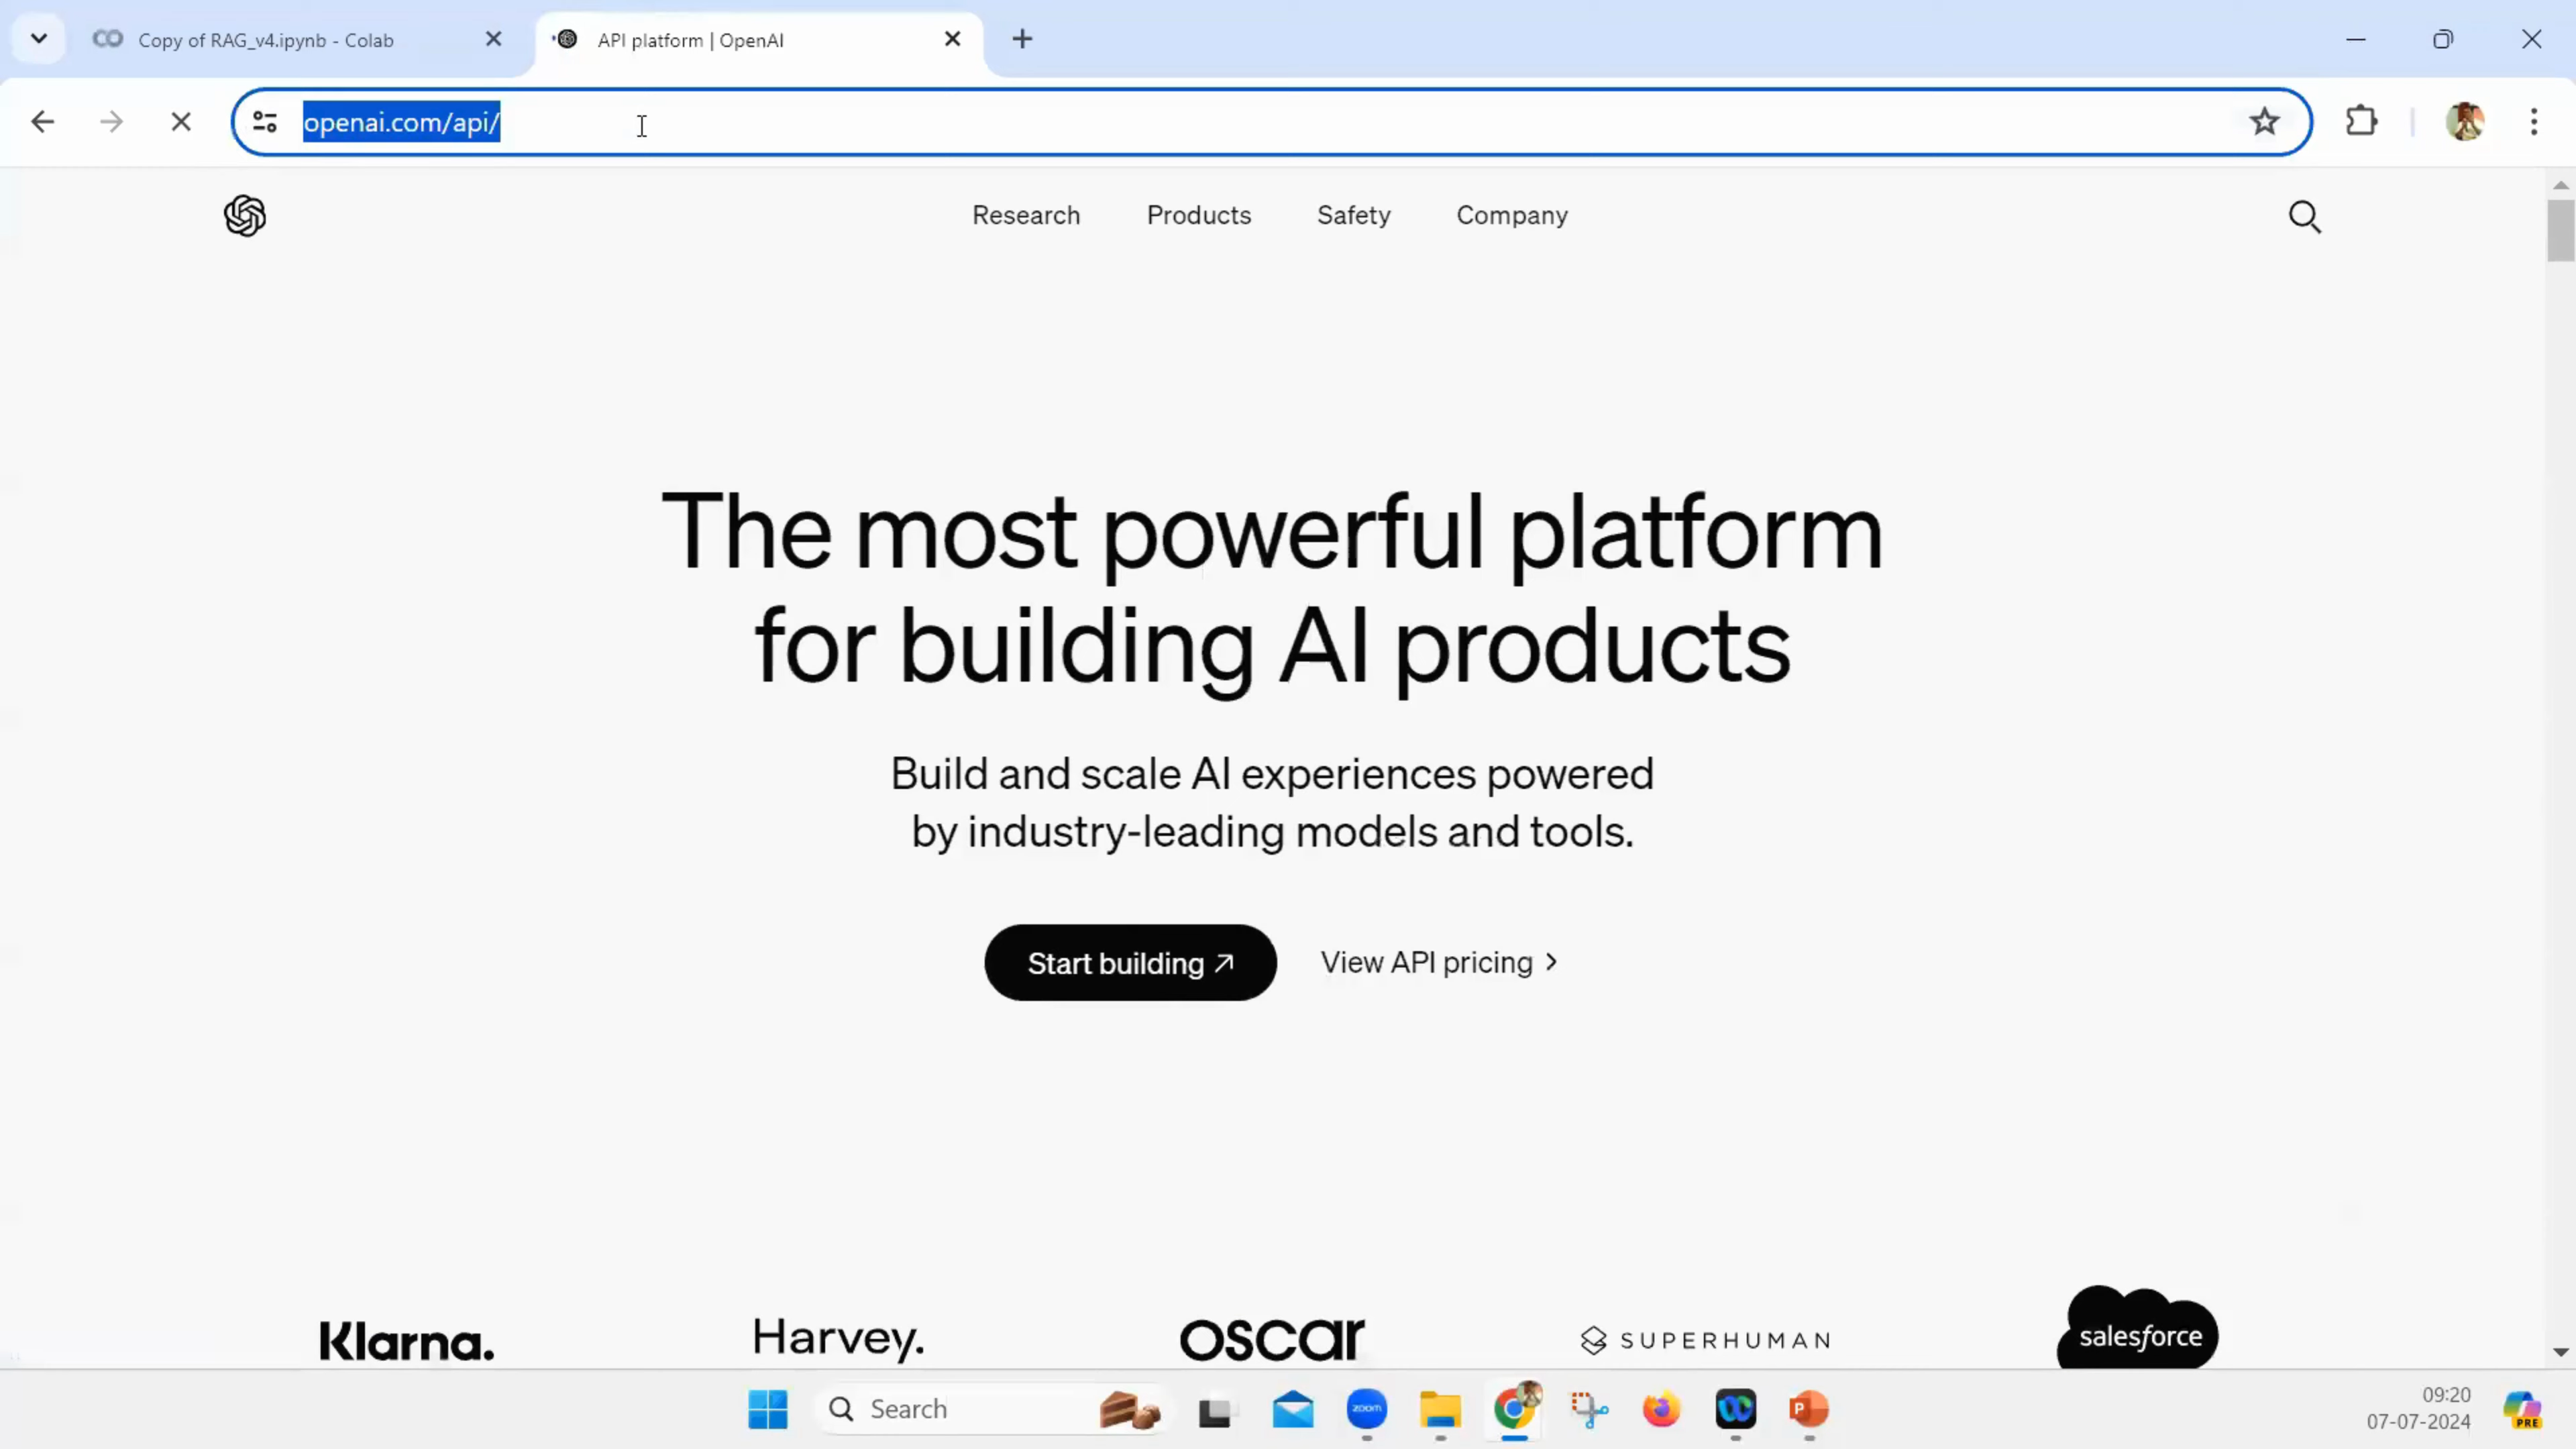 Copy of RAG_v4.ipynb - Colab
API platform | OpenAI
openai.com/api/
Research
Products
Safety
Company
The most powerful platform
for building AI products
Build and scale AI experiences powered
by industry-leading models and tools.
Start building
View API pricing
Klarna.
Harvey.
oscar
SUPERHUMAN
salesforce
Search
zoom
P
09:20
07-07-2024
PRE